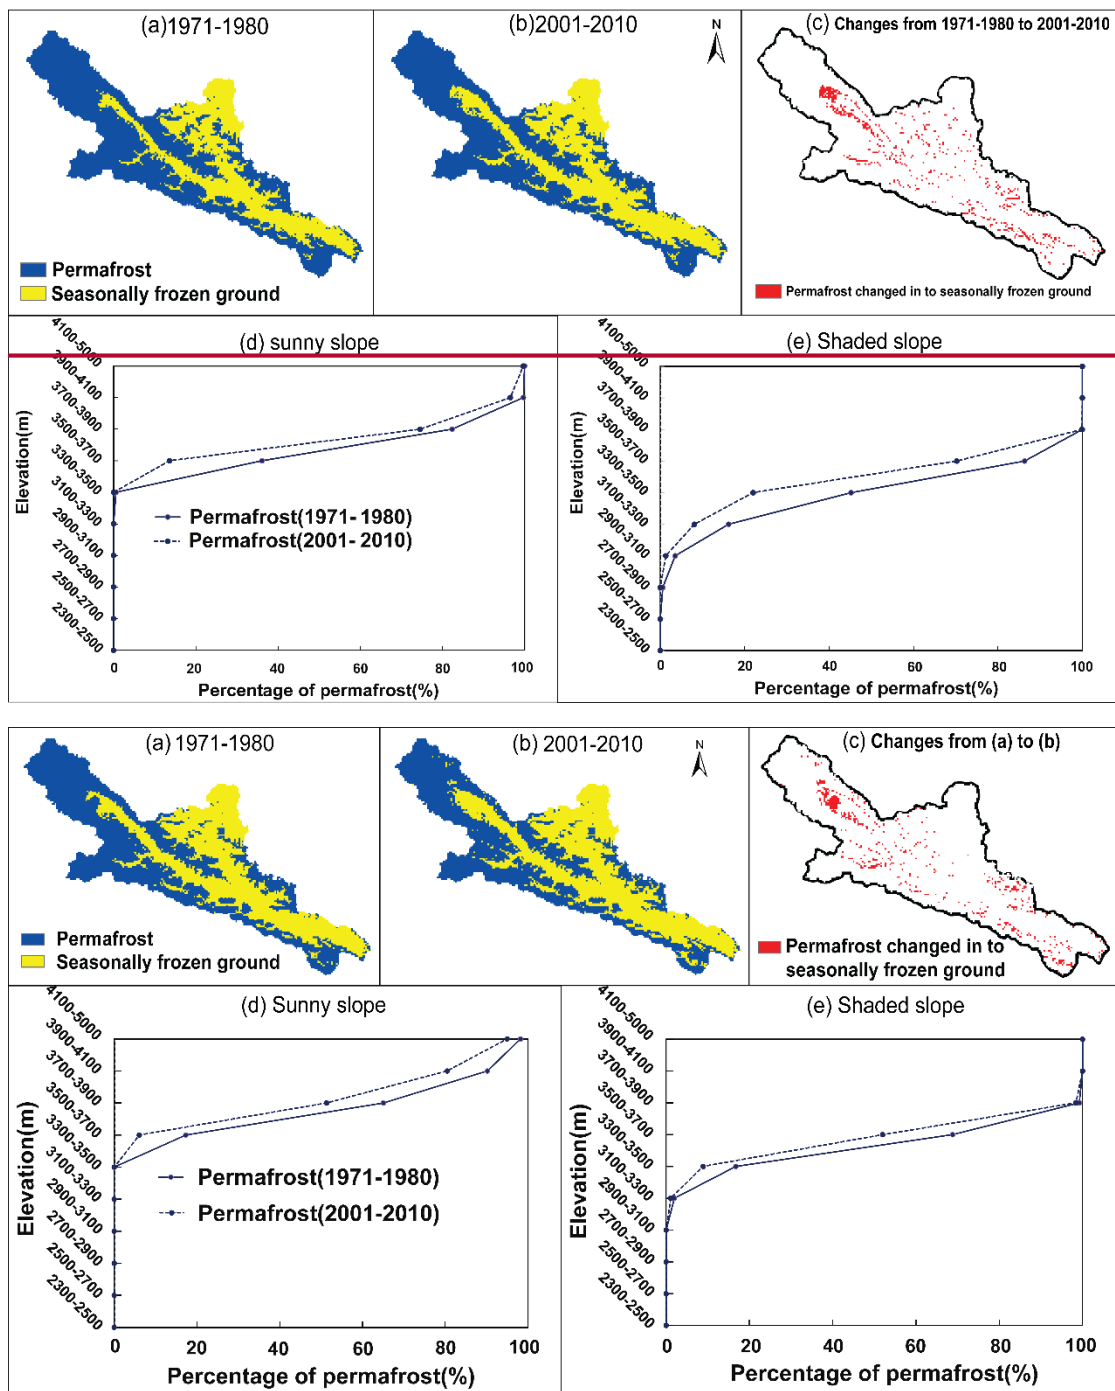 (a)1971-1980
(b)2001-2010
N
(c) Changes from 1971-1980 to 2001-2010
Permafrost
Seasonally frozen ground
Permafrost changed in to seasonally frozen ground
(d) sunny slope
Elevation(m)
4100-5000
3900-4100
3700-3900
3500-3700
3300-3500
3100-3300
2900-3100
2700-2900
2500-2700
2300-2500
Permafrost(1971- 1980)
Permafrost(2001- 2010)
0 20 40 60 80 100
Percentage of permafrost(%)
(e) Shaded slope
Elevation(m)
4100-5000
3900-4100
3700-3900
3500-3700
3300-3500
3100-3300
2900-3100
2700-2900
2500-2700
2300-2500
0 20 40 60 80 100
Percentage of permafrost(%)
(a) 1971-1980
(b) 2001-2010
N
(c) Changes from (a) to (b)
Permafrost
Seasonally frozen ground
Permafrost changed in to
seasonally frozen ground
(d) Sunny slope
Elevation(m)
4100-5000
3900-4100
3700-3900
3500-3700
3300-3500
3100-3300
2900-3100
2700-2900
2500-2700
2300-2500
Permafrost(1971-1980)
Permafrost(2001-2010)
0 20 40 60 80 100
Percentage of permafrost(%)
(e) Shaded slope
Elevation(m)
4100-5000
3900-4100
3700-3900
3500-3700
3300-3500
3100-3300
2900-3100
2700-2900
2500-2700
2300-2500
0 20 40 60 80 100
Percentage of permafrost(%)